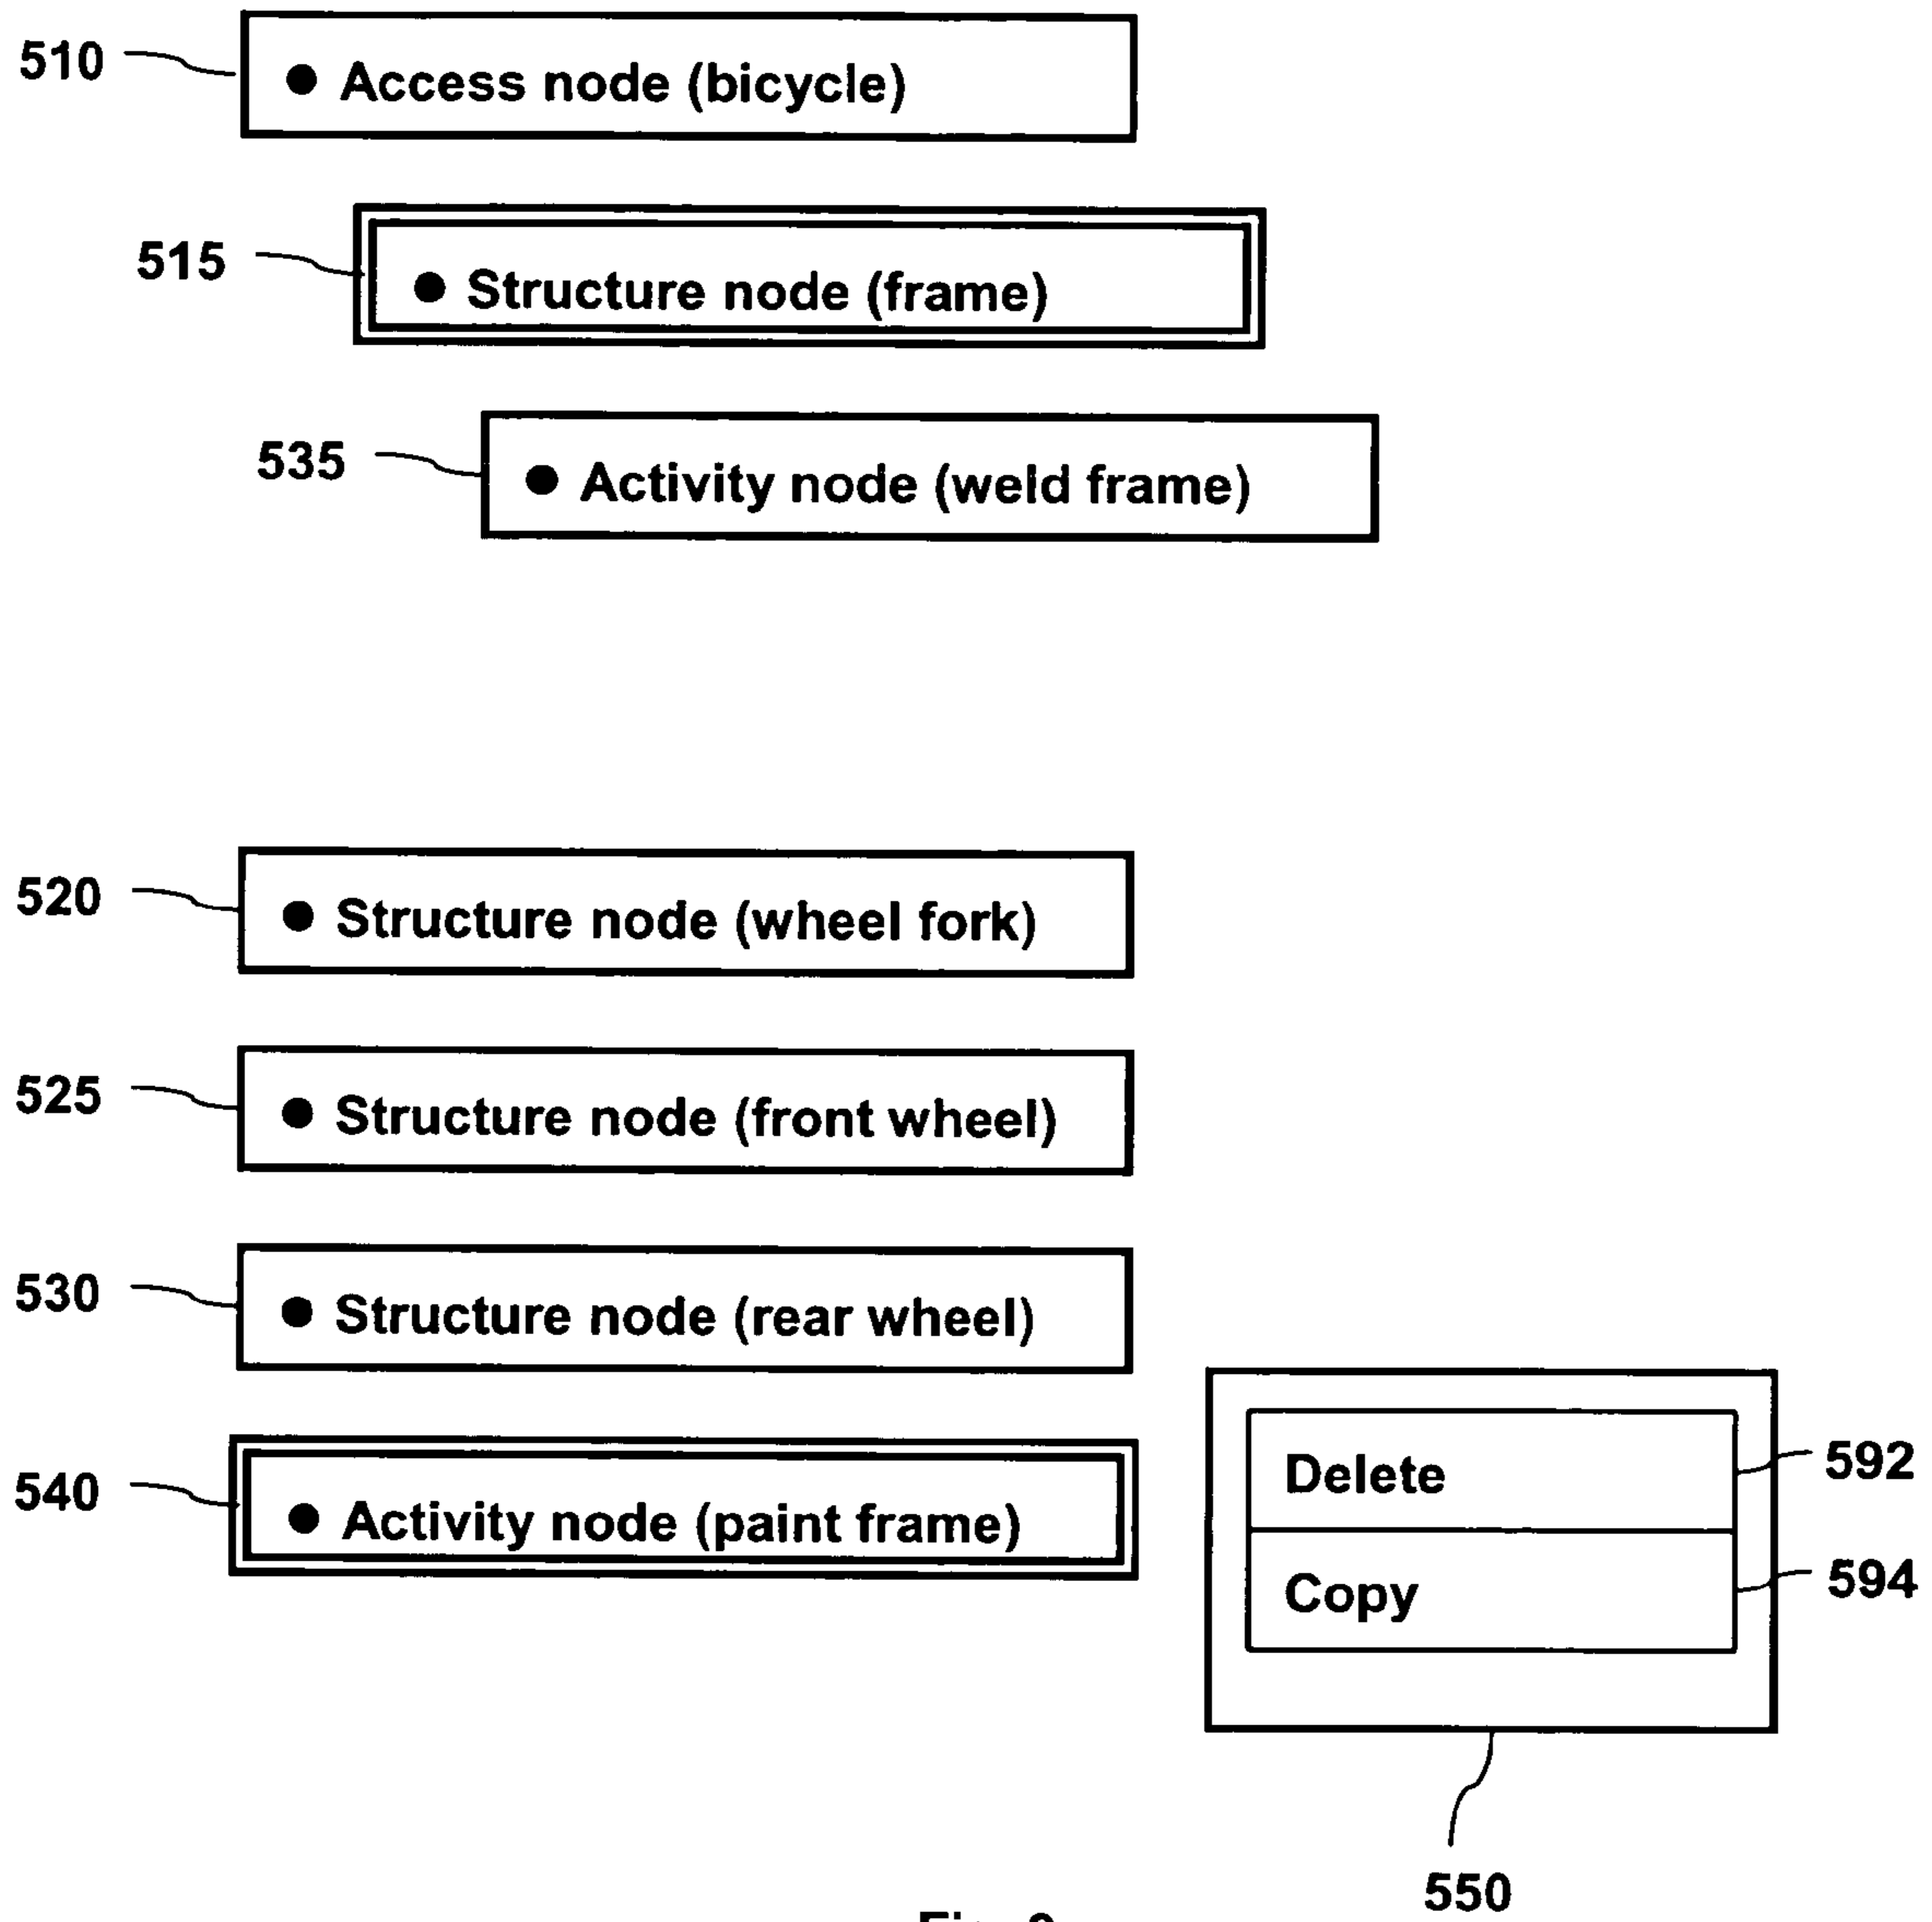 510
● Access node (bicycle)
515
● Structure node (frame)
535
● Activity node (weld frame)
520
● Structure node (wheel fork)
525
● Structure node (front wheel)
530
● Structure node (rear wheel)
540
● Activity node (paint frame)
Delete
592
Copy
594
550